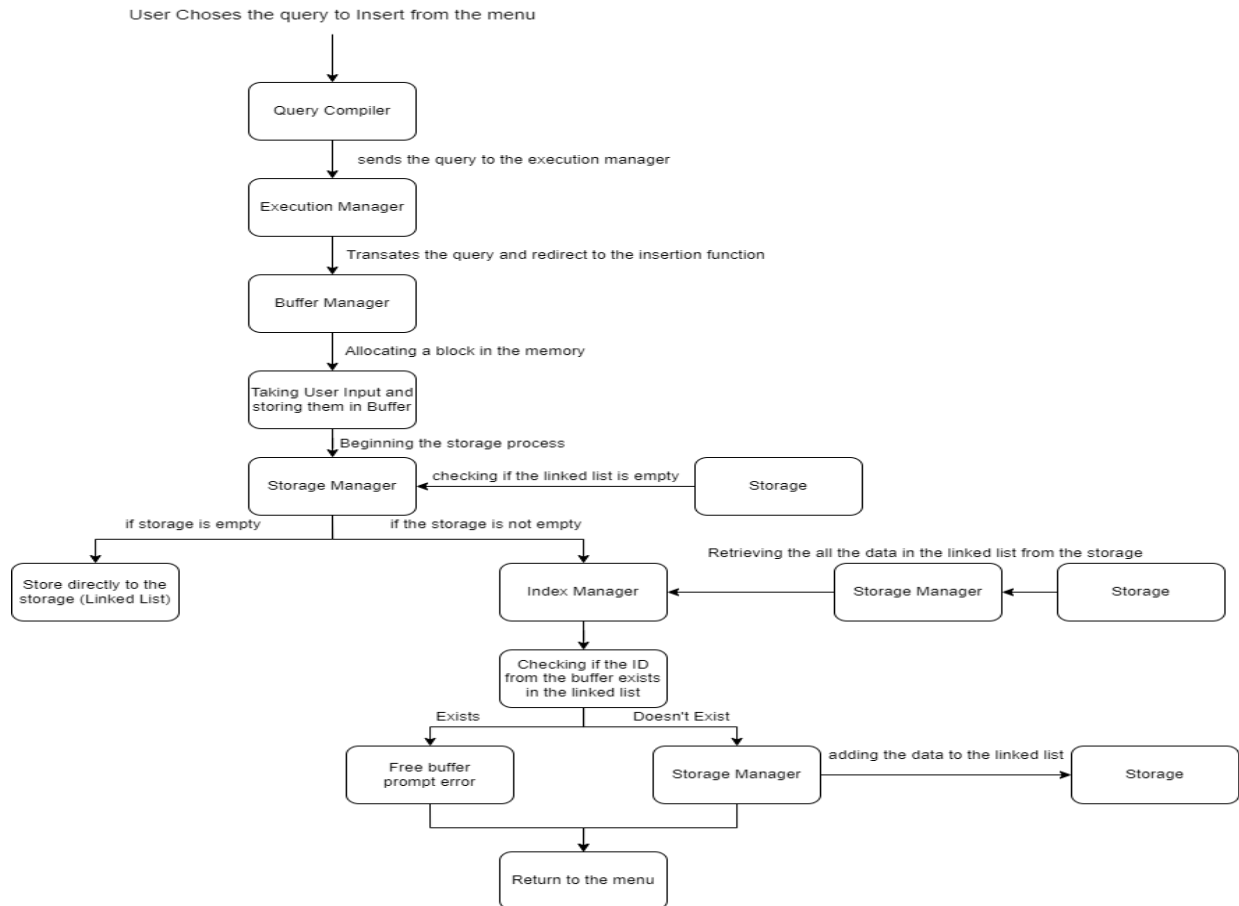 User Choses the query to Insert from the menu
Query Compiler
sends the query to the execution manager
Execution Manager
Transates the query and redirect to the insertion function
Buffer Manager
Allocating a block in the memory
Taking User Input and
storing them in Buffer
Beginning the storage process
Storage Manager
checking if the linked list is empty
Storage
if storage is empty
if the storage is not empty
Store directly to the
storage (Linked List)
Index Manager
Retrieving the all the data in the linked list from the storage
Storage Manager
Storage
Checking if the ID
from the buffer exists
in the linked list
Exists
Doesn't Exist
Free buffer
prompt error
Storage Manager
adding the data to the linked list
Storage
Return to the menu